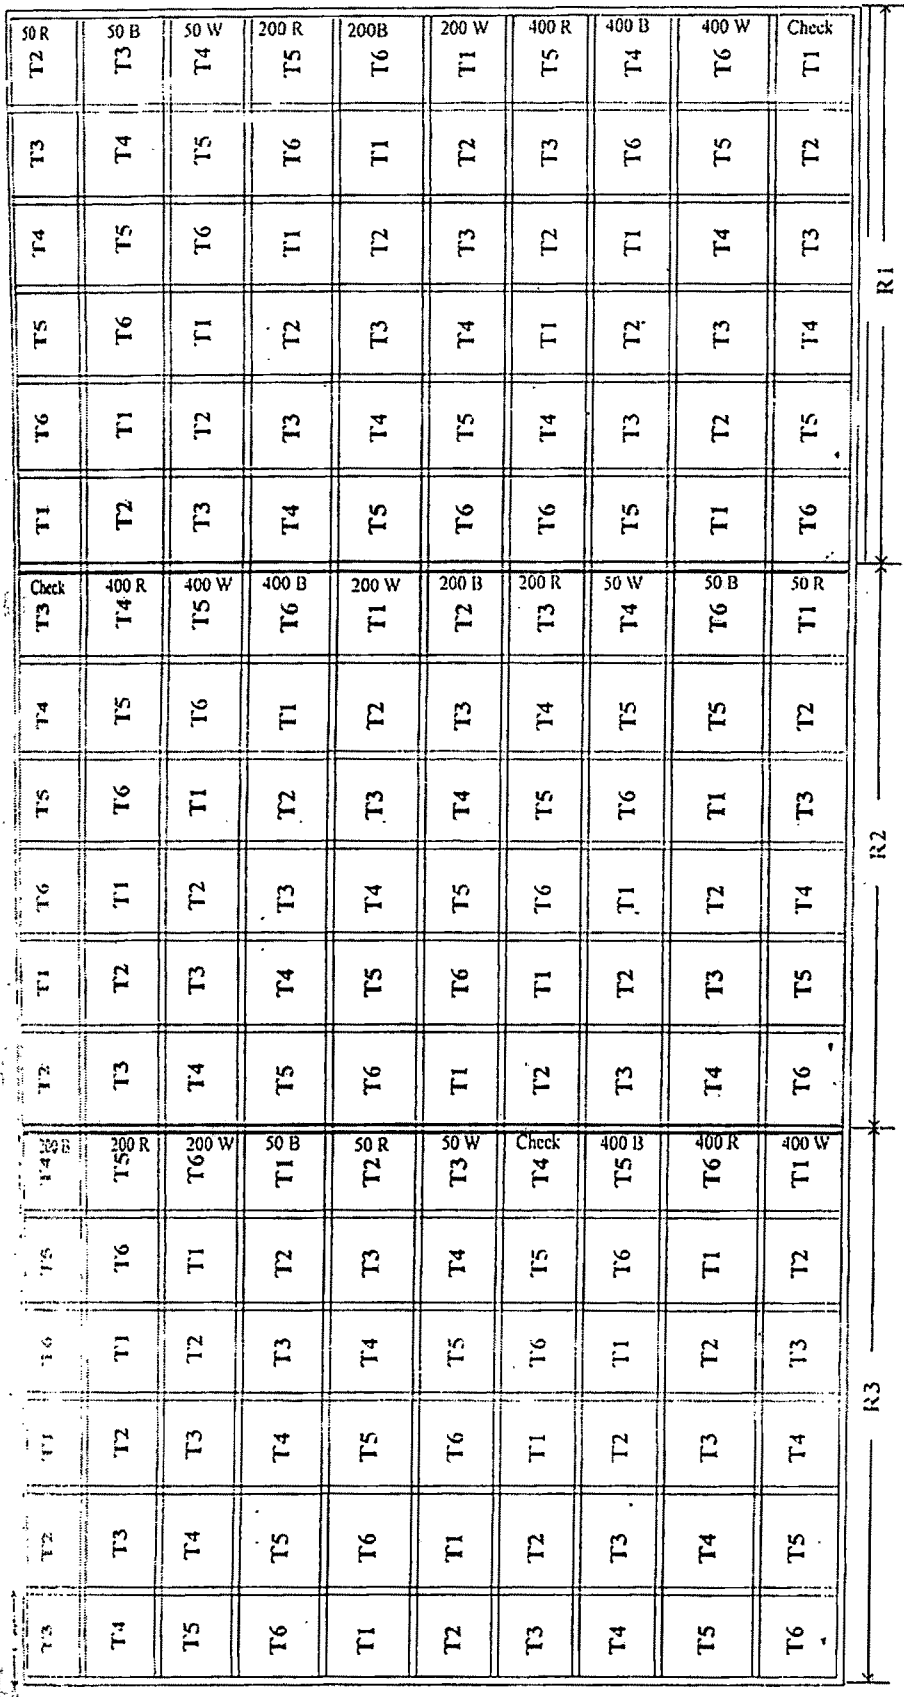 50 R 50 B 50 W 200 R 200B 200 W 400 R 400 B 400 W Check
T2 T3 T4 T5 T6 T1 T5 T4 T6 T1
T3 T4 T5 T6 T1 T2 T3 T6 T5 T2
T4 T5 T6 T1 T2 T3 T2 T1 T4 T3
T5 T6 T1 T2 T3 T4 T1 T2 T3 T4
T6 T1 T2 T3 T4 T5 T4 T3 T2 T5
T1 T2 T3 T4 T5 T6 T6 T5 T1 T6
R1
Check 400 R 400 W 400 B 200 W 200 B 200 R 50 W 50 B 50 R
T3 T4 T5 T6 T1 T2 T3 T4 T6 T1
T4 T5 T6 T1 T2 T3 T4 T5 T5 T2
T5 T6 T1 T2 T3 T4 T5 T6 T1 T3
T6 T1 T2 T3 T4 T5 T6 T1 T2 T4
T1 T2 T3 T4 T5 T6 T1 T2 T3 T5
T2 T3 T4 T5 T6 T1 T2 T3 T4 T6
R2
200 B 200 R 200 W 50 B 50 R 50 W Check 400 B 400 R 400 W
T4 T5 T6 T1 T2 T3 T4 T5 T6 T1
T5 T6 T1 T2 T3 T4 T5 T6 T1 T2
T6 T1 T2 T3 T4 T5 T6 T1 T2 T3
T1 T2 T3 T4 T5 T6 T1 T2 T3 T4
T2 T3 T4 T5 T6 T1 T2 T3 T4 T5
T3 T4 T5 T6 T1 T2 T3 T4 T5 T6
R3